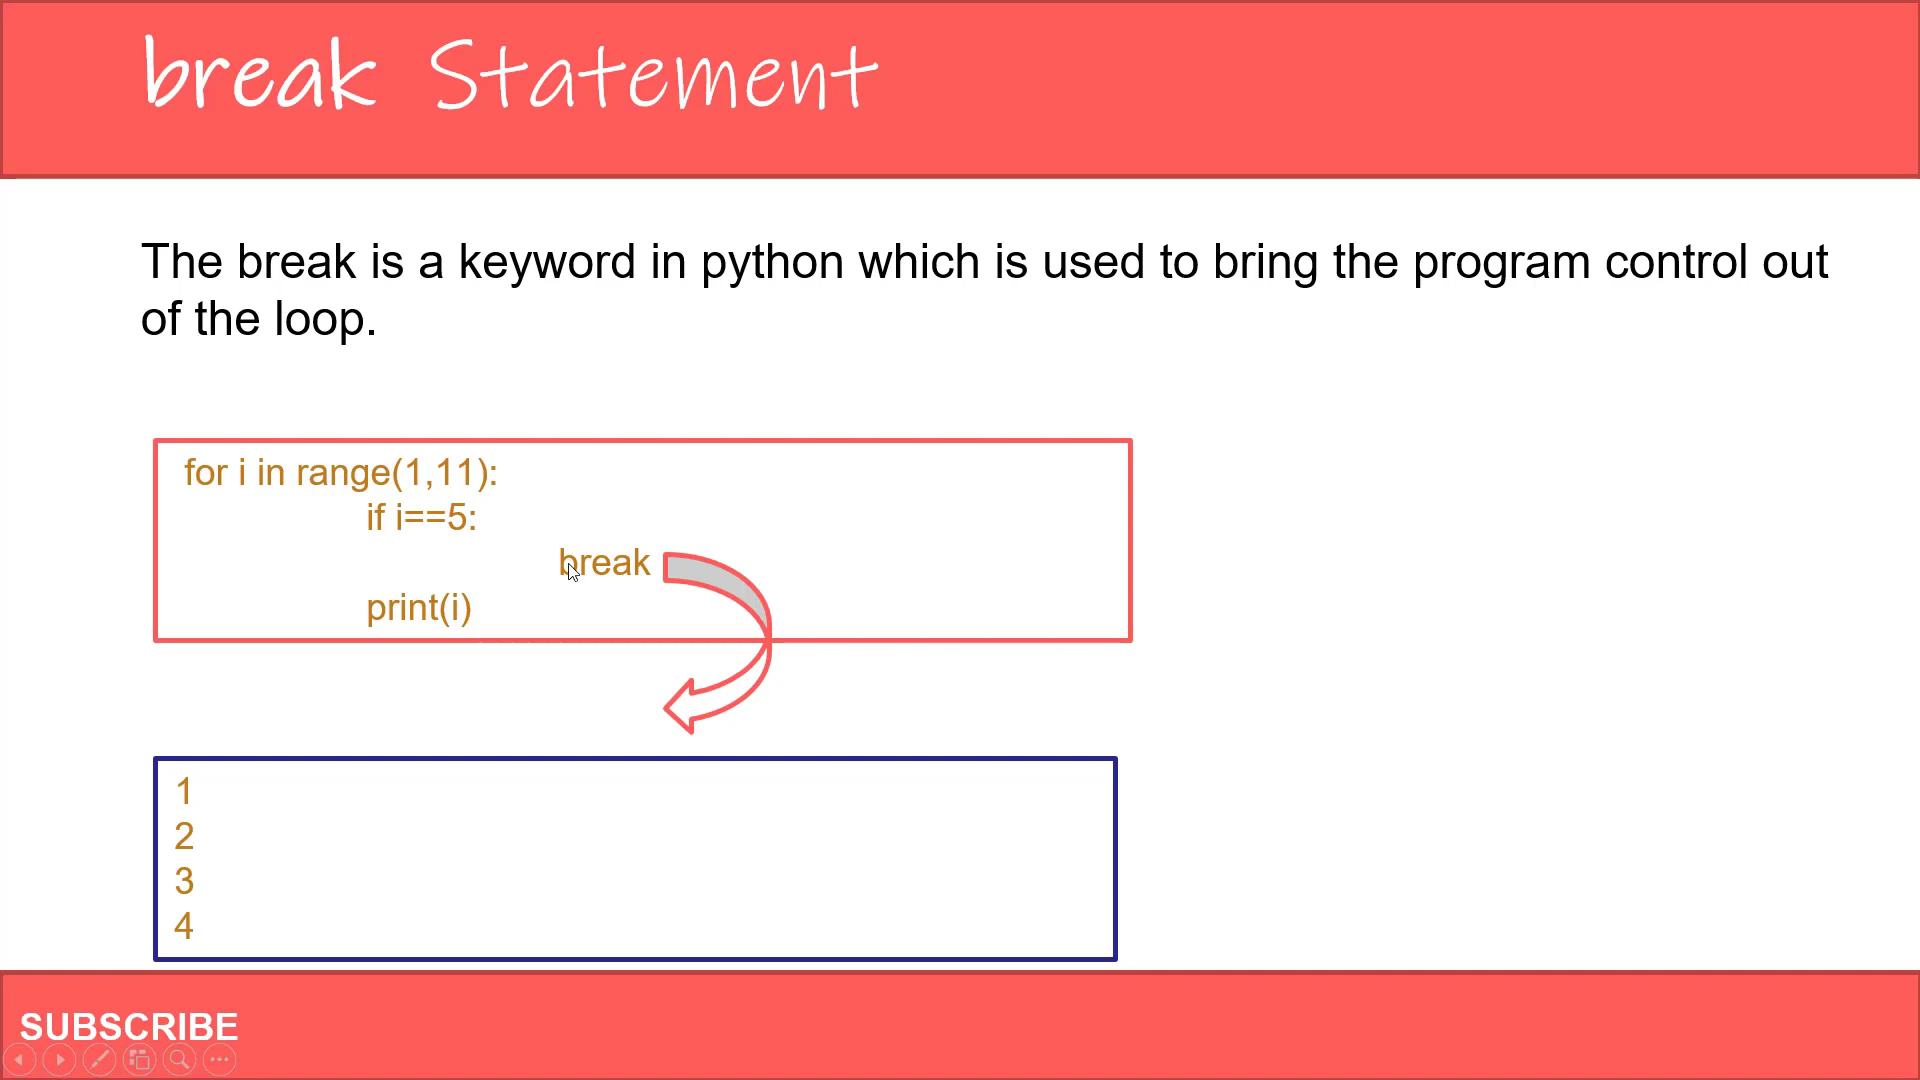 break Statement
The break is a keyword in python which is used to bring the program control out
of the loop.
for i in range(1,11):
if i==5:
break
print(i)
1
2
3
4
SUBSCRIBE